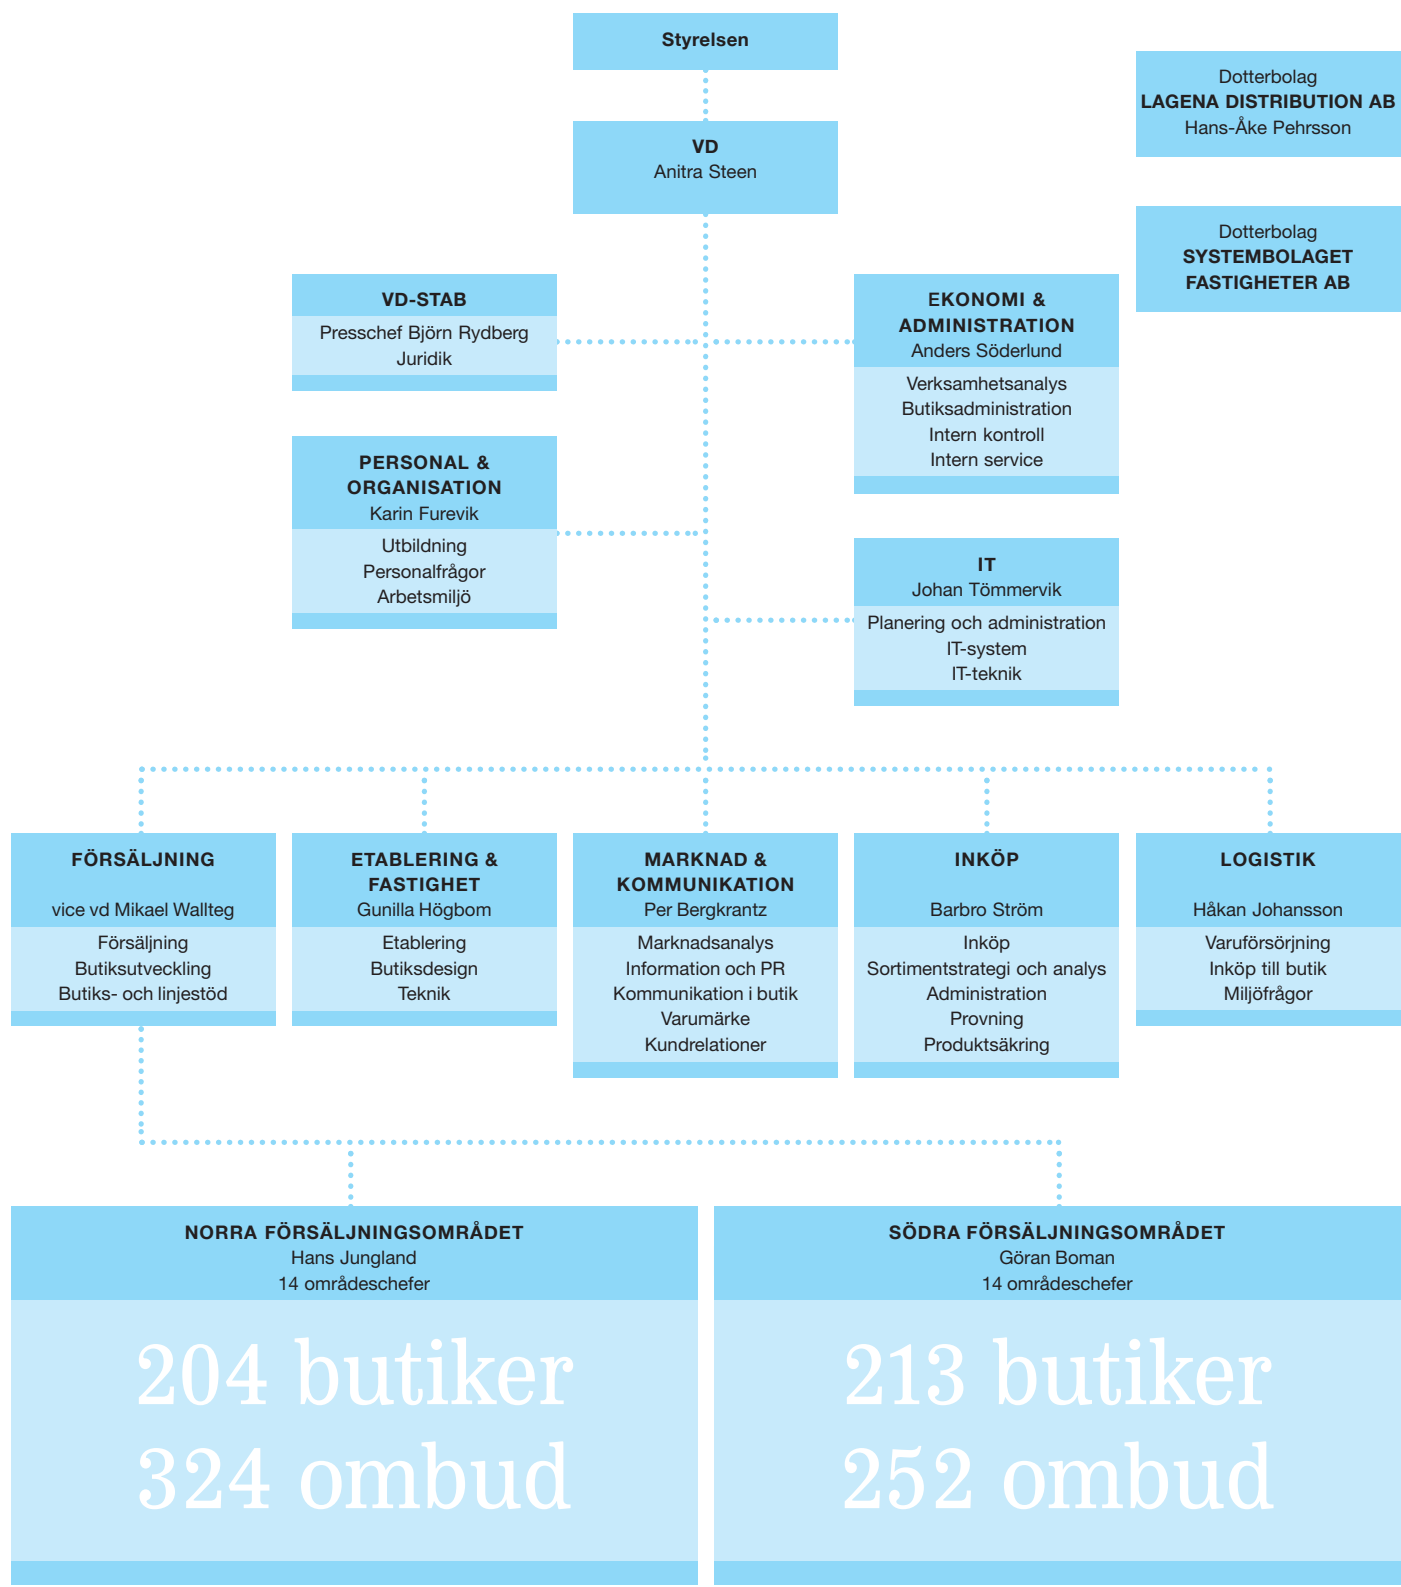 Styrelsen
VD
Anitra Steen
Dotterbolag
LAGENA DISTRIBUTION AB
Hans-Åke Pehrsson
Dotterbolag
SYSTEMBOLAGET
FASTIGHETER AB
VD-STAB
Presschef Björn Rydberg
Juridik
EKONOMI &
ADMINISTRATION
Anders Söderlund
Verksamhetsanalys
Butiksadministration
Intern kontroll
Intern service
PERSONAL &
ORGANISATION
Karin Furevik
Utbildning
Personalfrågor
Arbetsmiljö
IT
Johan Tömmervik
Planering och administration
IT-system
IT-teknik
FÖRSÄLJNING
vice vd Mikael Wallteg
Försäljning
Butiksutveckling
Butiks- och linjestöd
ETABLERING &
FASTIGHET
Gunilla Högbom
Etablering
Butiksdesign
Teknik
MARKNAD &
KOMMUNIKATION
Per Bergkrantz
Marknadsanalys
Information och PR
Kommunikation i butik
Varumärke
Kundrelationer
INKÖP
Barbro Ström
Inköp
Sortimentstrategi och analys
Administration
Provning
Produktsäkring
LOGISTIK
Håkan Johansson
Varuförsörjning
Inköp till butik
Miljöfrågor
NORRA FÖRSÄLJNINGSOMRÅDET
Hans Jungland
14 områdeschefer
204 butiker
324 ombud
SÖDRA FÖRSÄLJNINGSOMRÅDET
Göran Boman
14 områdeschefer
213 butiker
252 ombud